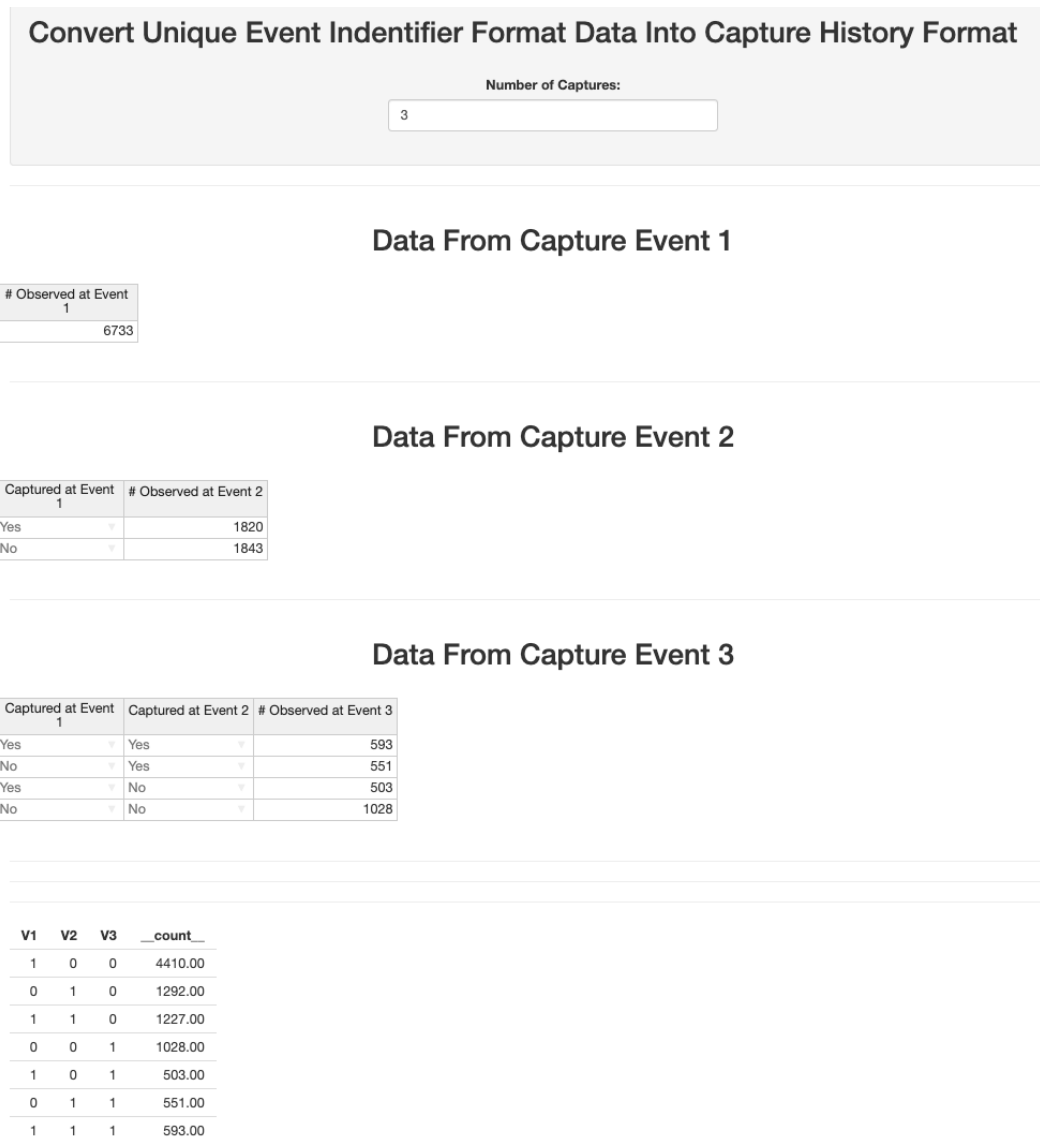 Convert Unique Event Indentifier Format Data Into Capture History Format
Number of Captures:
3
Data From Capture Event 1
# Observed at Event
1
6733
Data From Capture Event 2
Captured at Event
1
# Observed at Event 2
Yes 1820
No 1843
Data From Capture Event 3
Captured at Event
1
Captured at Event 2 # Observed at Event 3
Yes Yes 593
No Yes 551
Yes No 503
No No 1028
V1 V2 V3 __count__
1 0 0 4410.00
0 1 0 1292.00
1 1 0 1227.00
0 0 1 1028.00
1 0 1 503.00
0 1 1 551.00
1 1 1 593.00